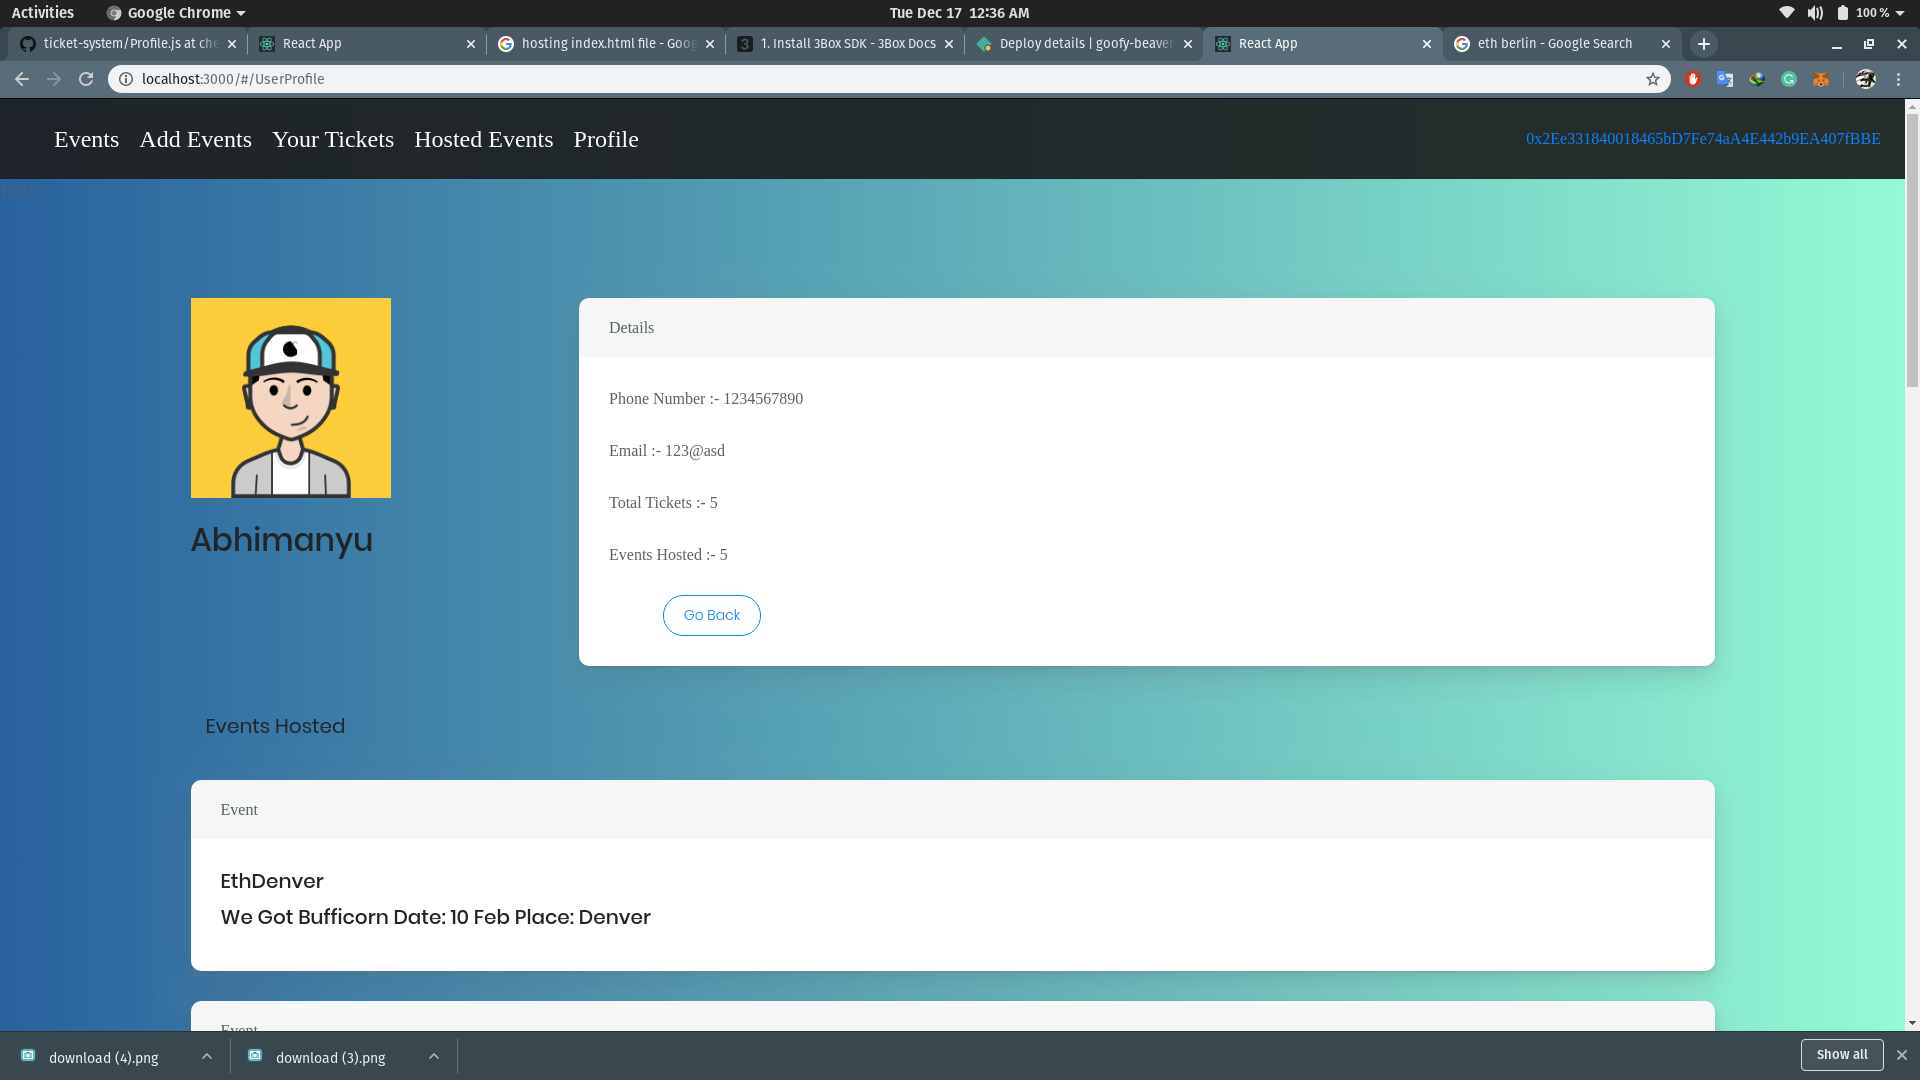 Activities
Google Chrome
Tue Dec 17 12:36 AM
100 %
ticket-system/Profile.js at che
React App
hosting index.html file - Goog
1. Install 3Box SDK - 3Box Docs
Deploy details | goofy-beaver
React App
eth berlin - Google Search
localhost:3000/#/UserProfile
Events
Add Events
Your Tickets
Hosted Events
Profile
0x2Ee331840018465bD7Fe74aA4E442b9EA407fBBE
Abhimanyu
Details
Phone Number :- 1234567890
Email :- 123@asd
Total Tickets :- 5
Events Hosted :- 5
Go Back
Events Hosted
Event
EthDenver
We Got Bufficorn Date: 10 Feb Place: Denver
Event
download (4).png
download (3).png
Show all